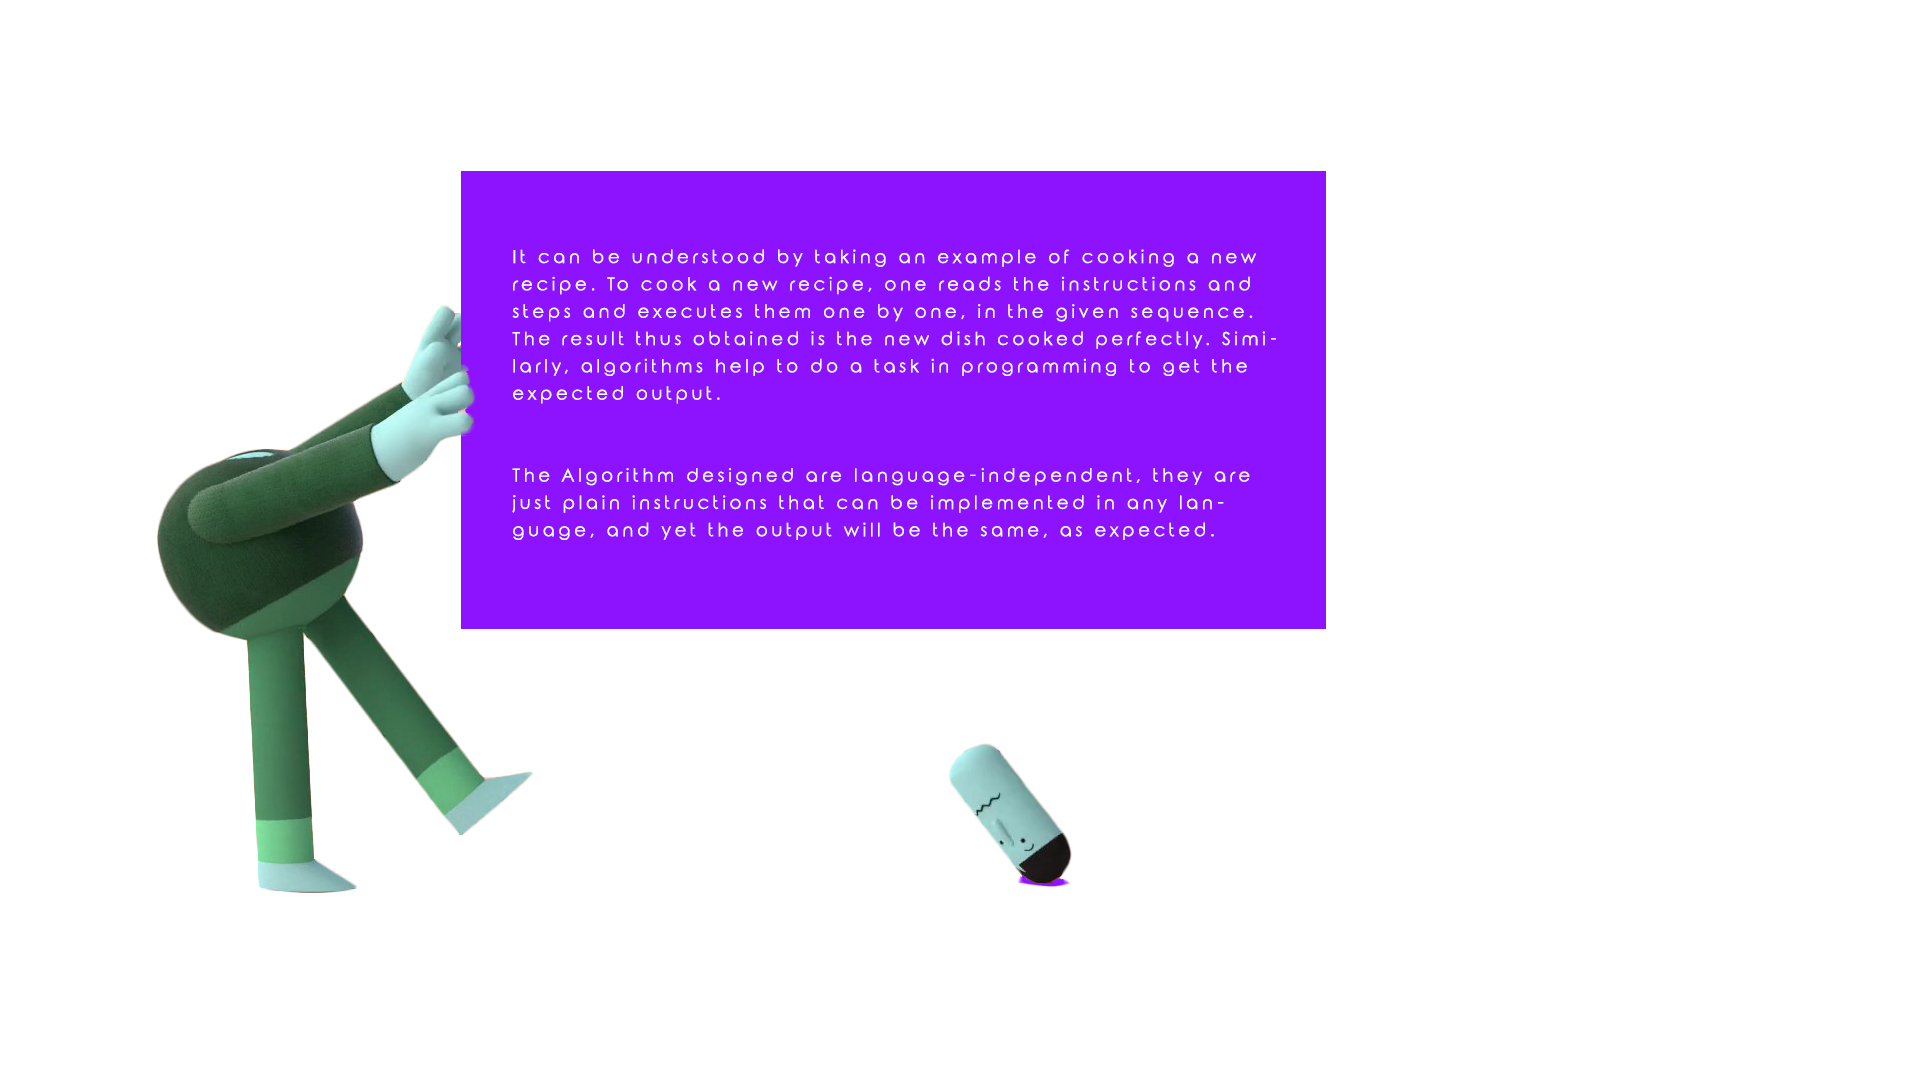 It can be understood by taking an example of cooking a new
recipe. To cook a new recipe, one reads the instructions and
steps and executes them one by one, in the given sequence.
The result thus obtained is the new dish cooked perfectly. Simi-
larly, algorithms help to do a task in programming to get the
expected output.
The Algorithm designed are language-independent, they are
just plain instructions that can be implemented in any lan-
guage, and yet the output will be the same, as expected.